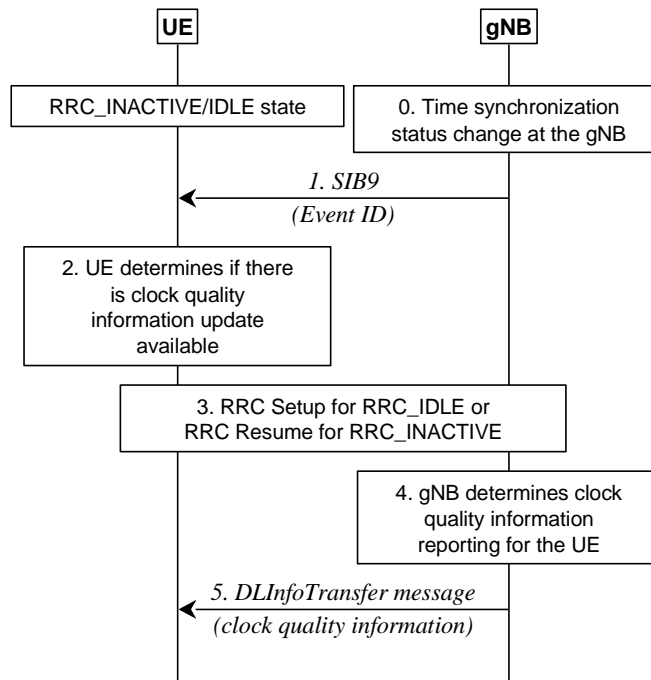 UE
gNB
RRC_INACTIVE/IDLE state
0. Time synchronization
status change at the gNB
1. SIB9
(Event ID)
2. UE determines if there
is clock quality
information update
available
3. RRC Setup for RRC_IDLE or
RRC Resume for RRC_INACTIVE
4. gNB determines clock
quality information
reporting for the UE
5. DLInfoTransfer message
(clock quality information)